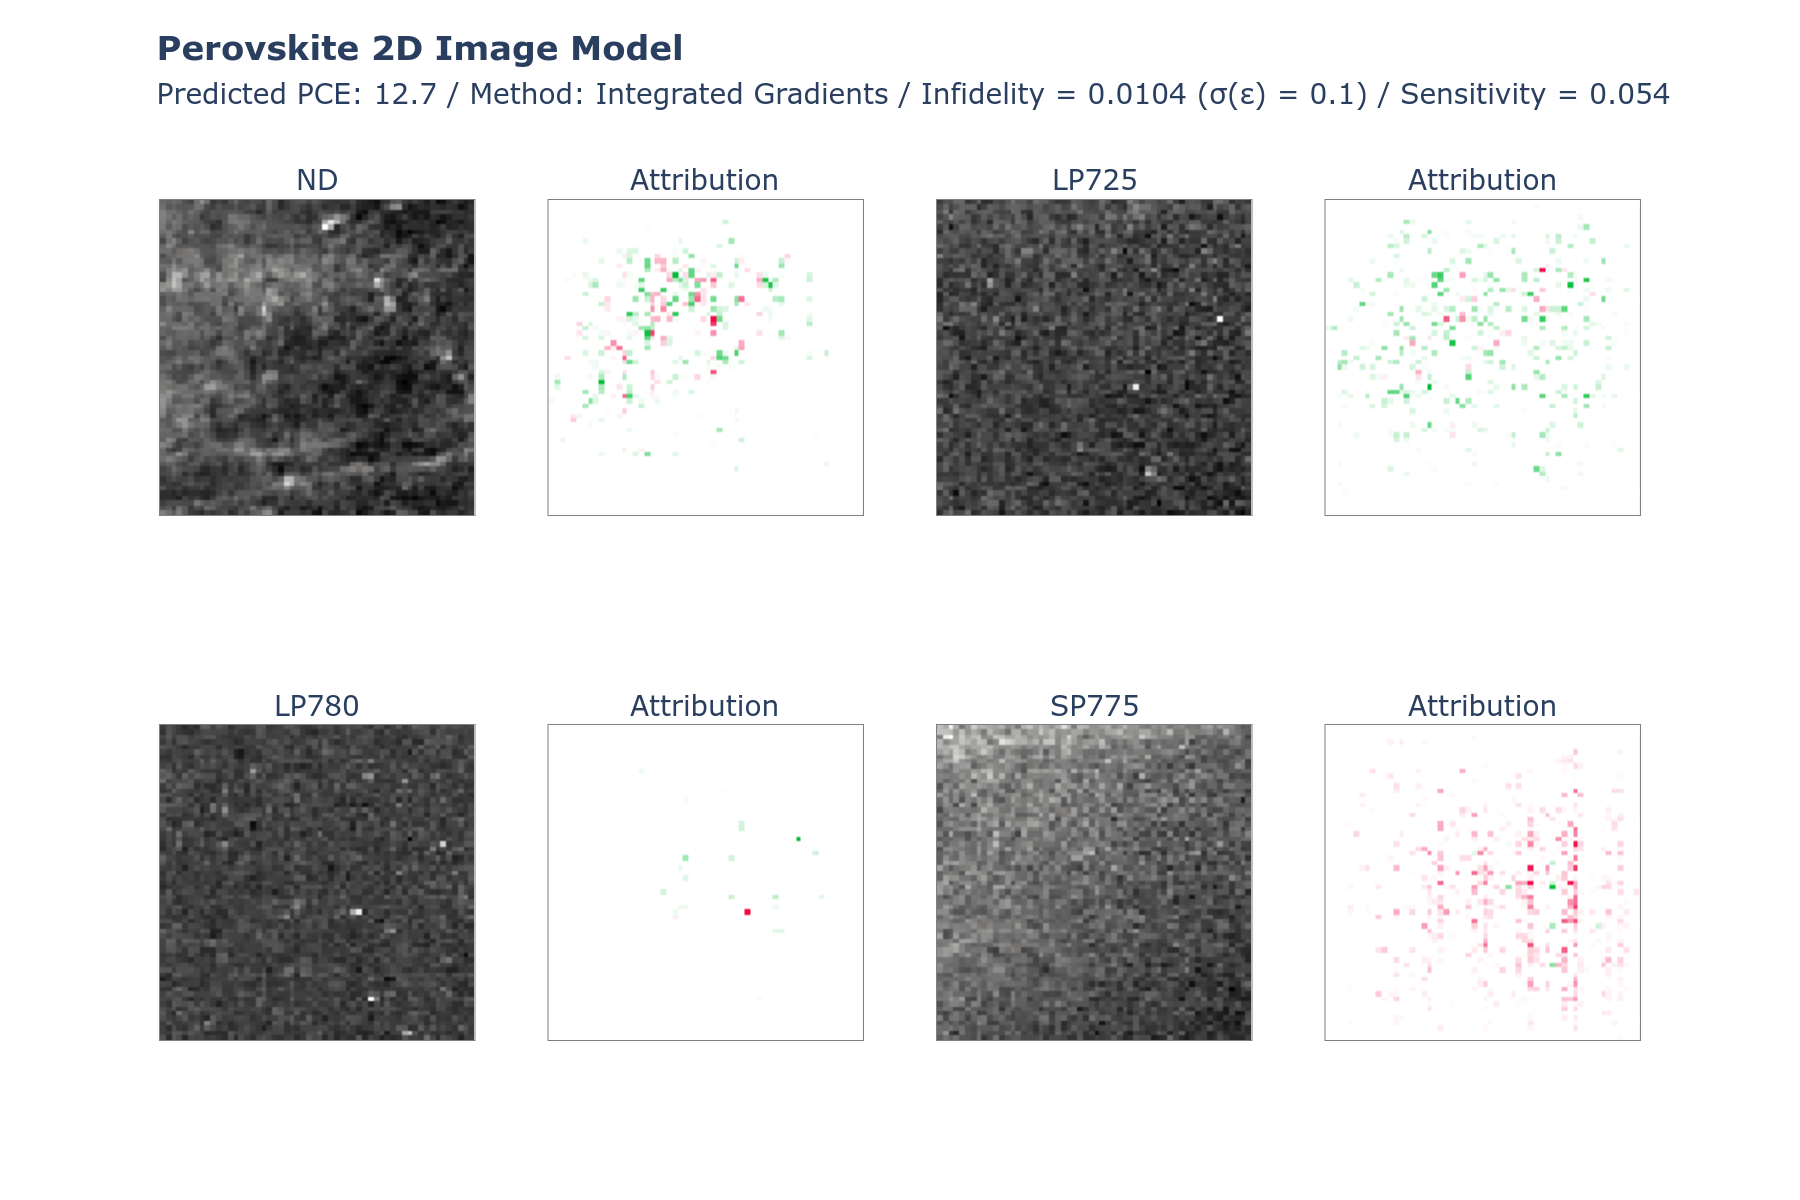 Perovskite 2D Image Model
Predicted PCE: 12.7 / Method: Integrated Gradients / Infidelity = 0.0104 (σ(ε) = 0.1) / Sensitivity = 0.054
ND
Attribution
LP725
Attribution
LP780
Attribution
SP775
Attribution